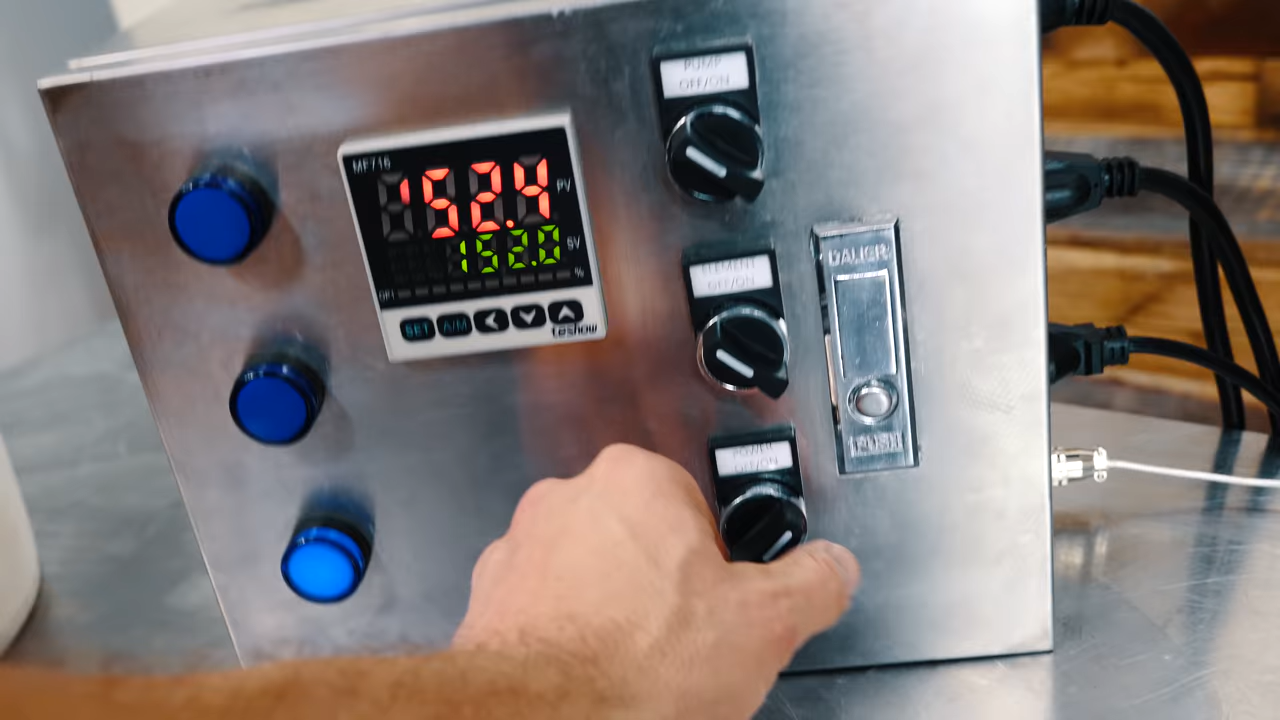 PUMP
OFF/ON
MF716
152.4
PV
152.0
SV
%
OP1
SET
A/M
teshow
ELEMENT
OFF/ON
DALIER
PUSH
POWER
OFF/ON